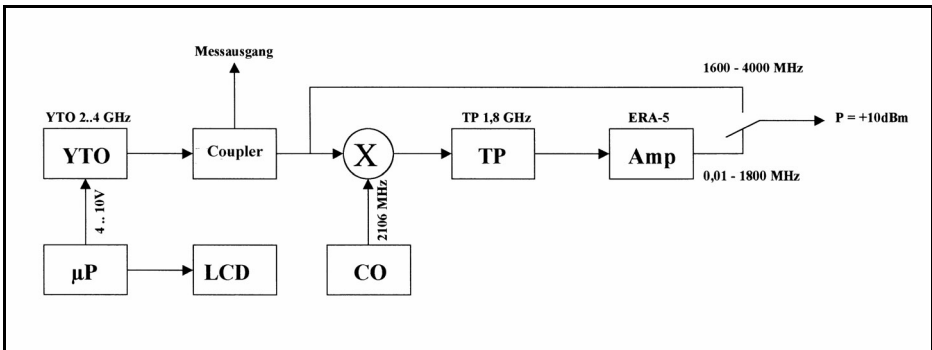 Messausgang
1600 - 4000 MHz
YTO 2..4 GHz
TP 1,8 GHz
ERA-5
P = +10dBm
YTO
Coupler
X
TP
Amp
0,01 - 1800 MHz
4 .. 10V
2106 MHz
µP
LCD
CO